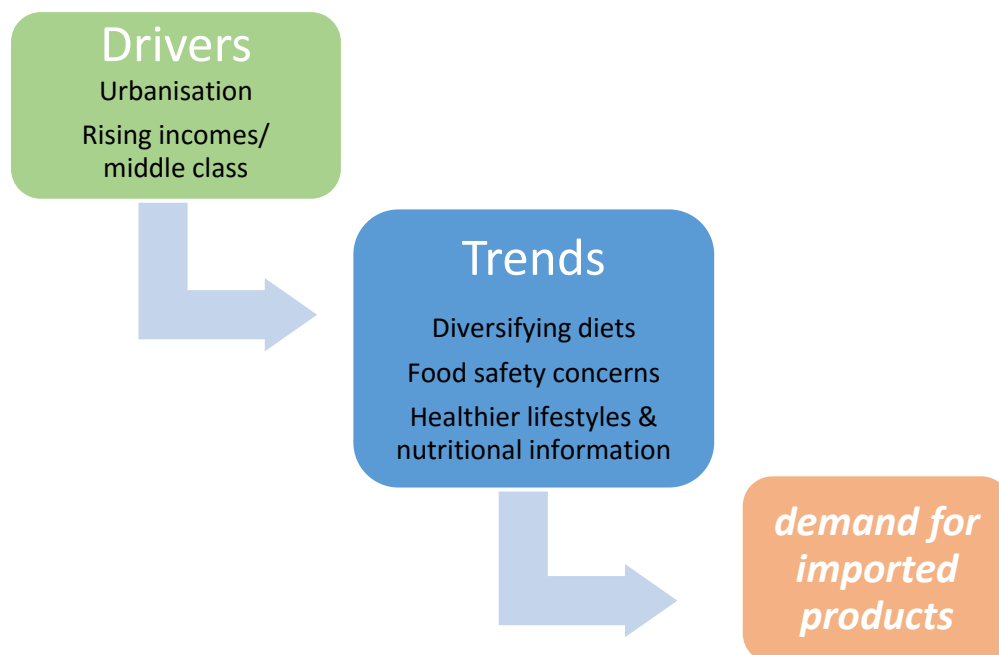 Drivers
Urbanisation
Rising incomes/
middle class
Trends
Diversifying diets
Food safety concerns
Healthier lifestyles &
nutritional information
demand for
imported
products